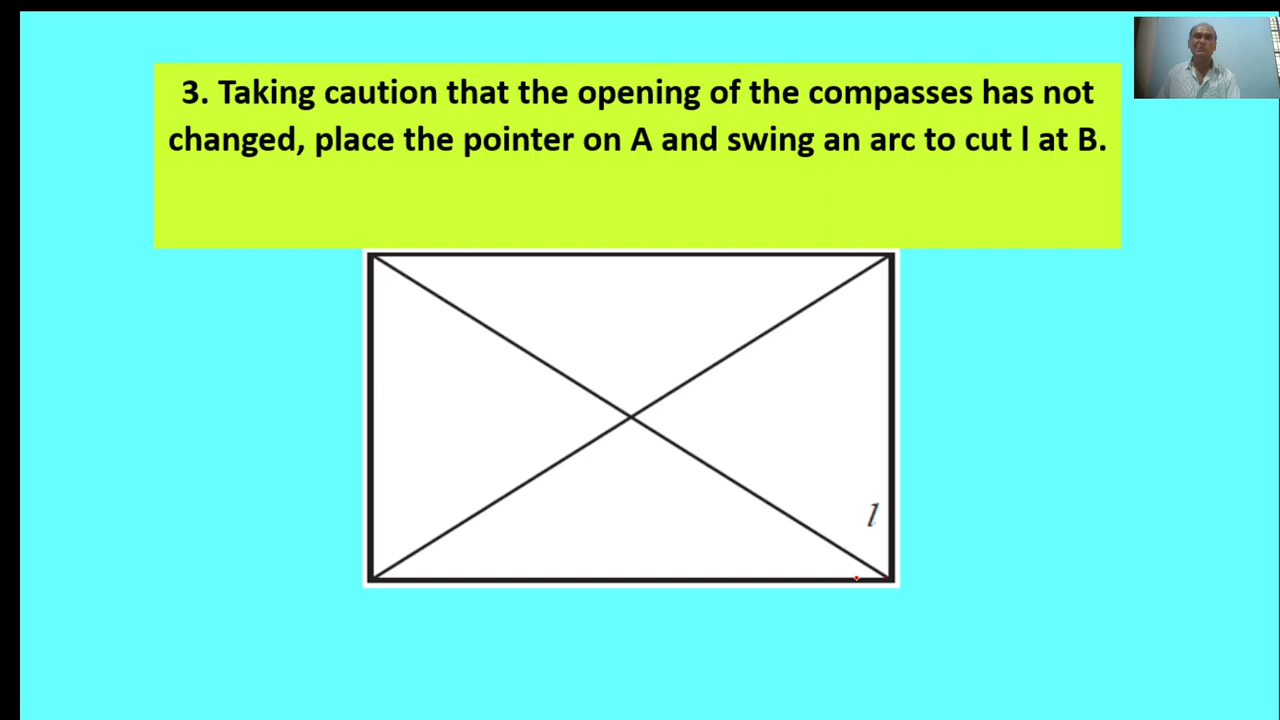 3. Taking caution that the opening of the compasses has not
changed, place the pointer on A and swing an arc to cut l at B.
l